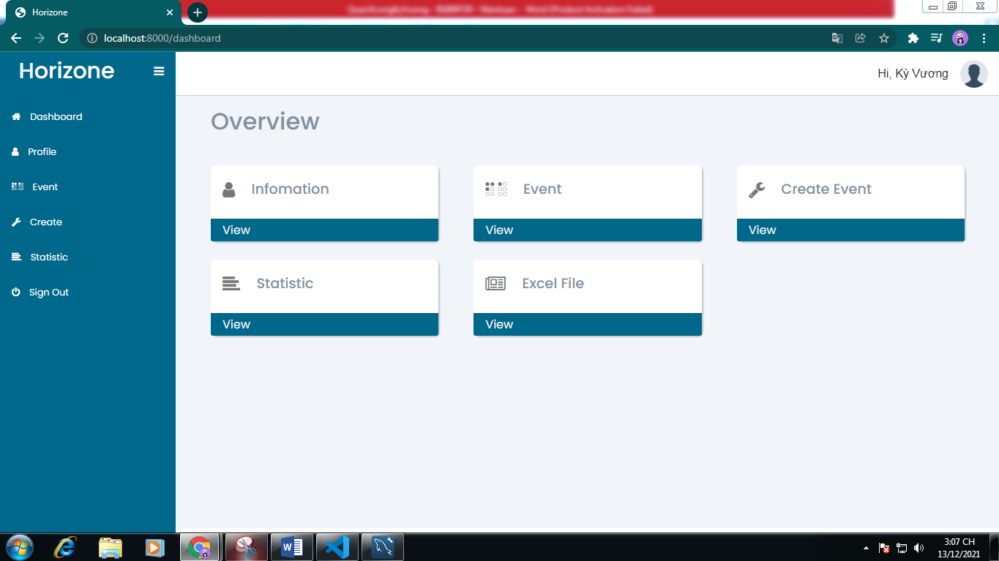 Horizone
localhost:8000/dashboard
Horizone
Hi, Kỳ Vương
Dashboard
Profile
Event
Create
Statistic
Sign Out
Overview
Infomation
View
Event
View
Create Event
View
Statistic
View
Excel File
View
3:07 CH
13/12/2021